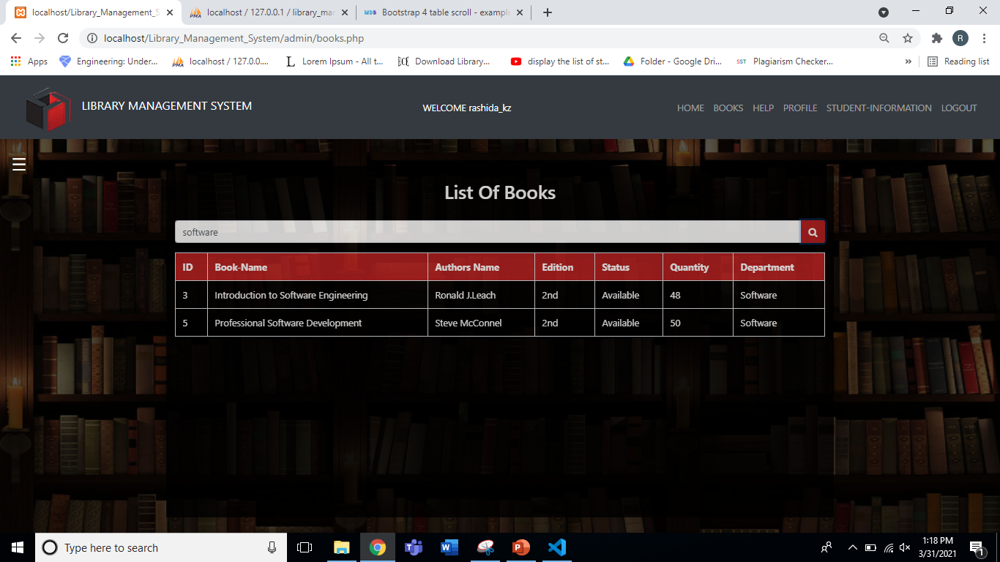 localhost/Library_Management_S
localhost / 127.0.0.1 / library_ma
MDB Bootstrap 4 table scroll - example
localhost/Library_Management_System/admin/books.php
R
Apps Engineering: Under... localhost / 127.0.0.... Lorem Ipsum - All t... Download Library... display the list of st... Folder - Google Dri... SST Plagiarism Checker... » Reading list
LIBRARY MANAGEMENT SYSTEM WELCOME rashida_kz HOME BOOKS HELP PROFILE STUDENT-INFORMATION LOGOUT
List Of Books
software
ID Book-Name Authors Name Edition Status Quantity Department
3 Introduction to Software Engineering Ronald J.Leach 2nd Available 48 Software
5 Professional Software Development Steve McConnel 2nd Available 50 Software
Type here to search
1:18 PM
3/31/2021
1